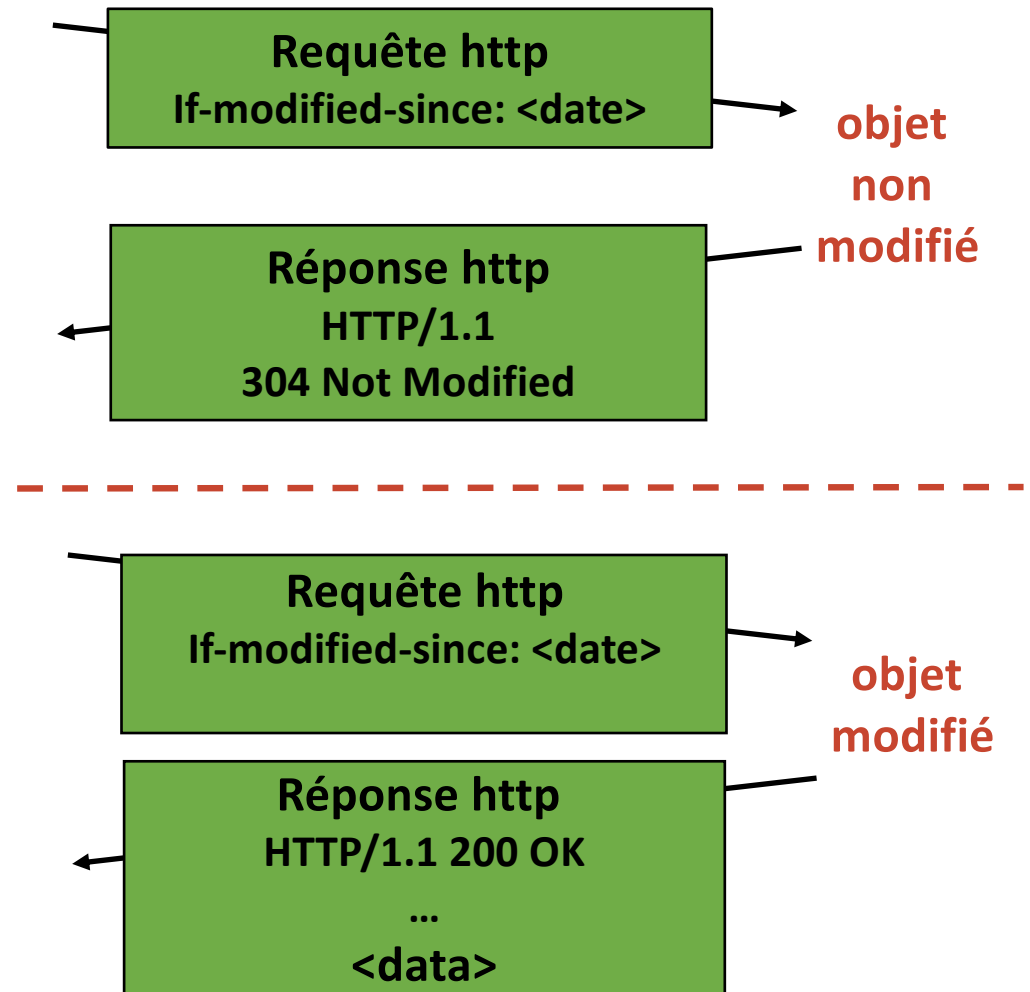 Requête http
If-modified-since: <date>
objet
non
modifié
Réponse http
HTTP/1.1
304 Not Modified
Requête http
If-modified-since: <date>
objet
modifié
Réponse http
HTTP/1.1 200 OK
…
<data>